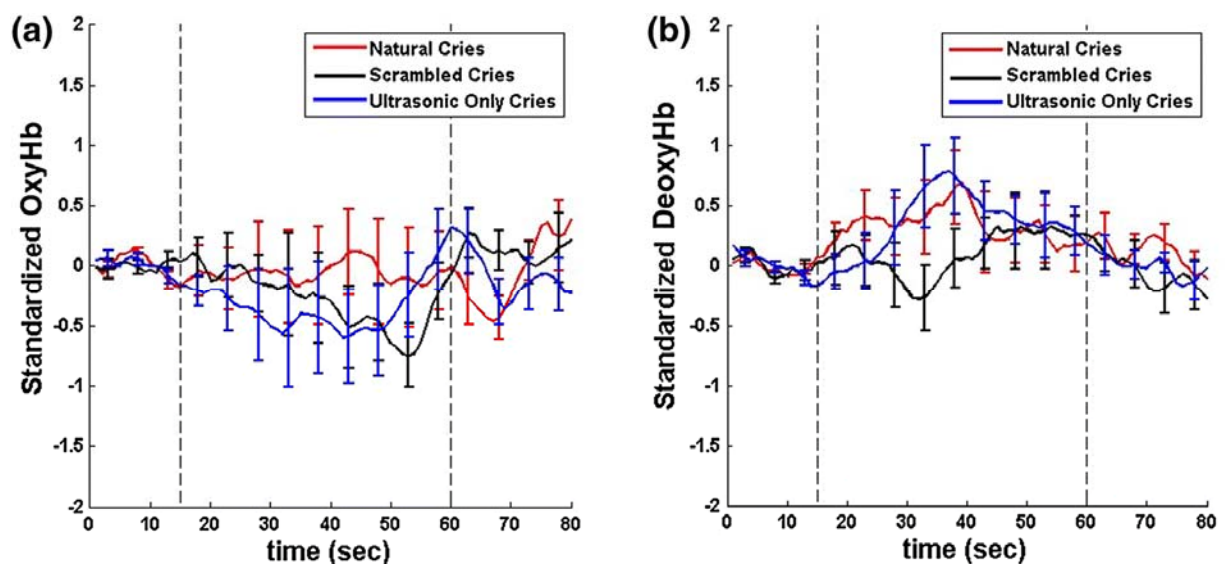 (a)
Standardized OxyHb
2
1.5
1
0.5
0
-0.5
-1
-1.5
-2
Natural Cries
Scrambled Cries
Ultrasonic Only Cries
0 10 20 30 40 50 60 70 80
time (sec)
(b)
Standardized DeoxyHb
2
1.5
1
0.5
0
-0.5
-1
-1.5
-2
Natural Cries
Scrambled Cries
Ultrasonic Only Cries
0 10 20 30 40 50 60 70 80
time (sec)